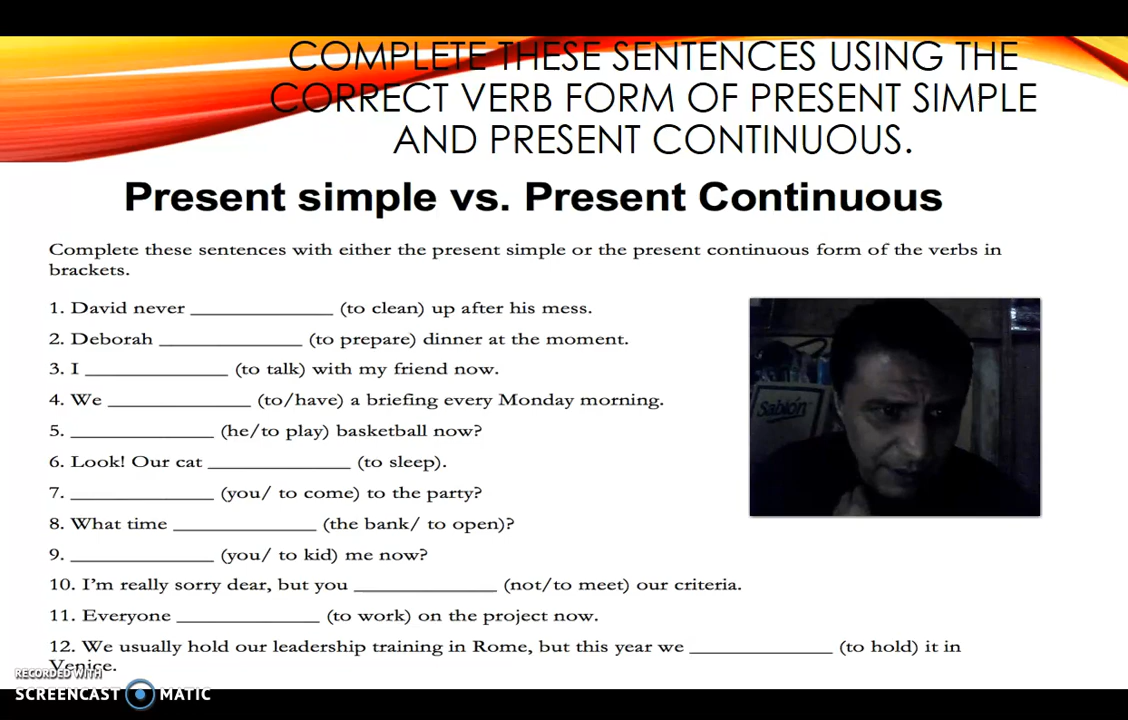 COMPLETE THESE SENTENCES USING THE
CORRECT VERB FORM OF PRESENT SIMPLE
AND PRESENT CONTINUOUS.
Present simple vs. Present Continuous
Complete these sentences with either the present simple or the present continuous form of the verbs in
brackets.
1. David never ______________ (to clean) up after his mess.
2. Deborah ______________ (to prepare) dinner at the moment.
3. I ______________ (to talk) with my friend now.
4. We ______________ (to/have) a briefing every Monday morning.
5. ______________ (he/to play) basketball now?
6. Look! Our cat ______________ (to sleep).
7. ______________ (you/ to come) to the party?
8. What time ______________ (the bank/ to open)?
9. ______________ (you/ to kid) me now?
10. I’m really sorry dear, but you ______________ (not/to meet) our criteria.
11. Everyone ______________ (to work) on the project now.
12. We usually hold our leadership training in Rome, but this year we ______________ (to hold) it in
Venice.
Sablón
RECORDED WITH
SCREENCAST MATIC